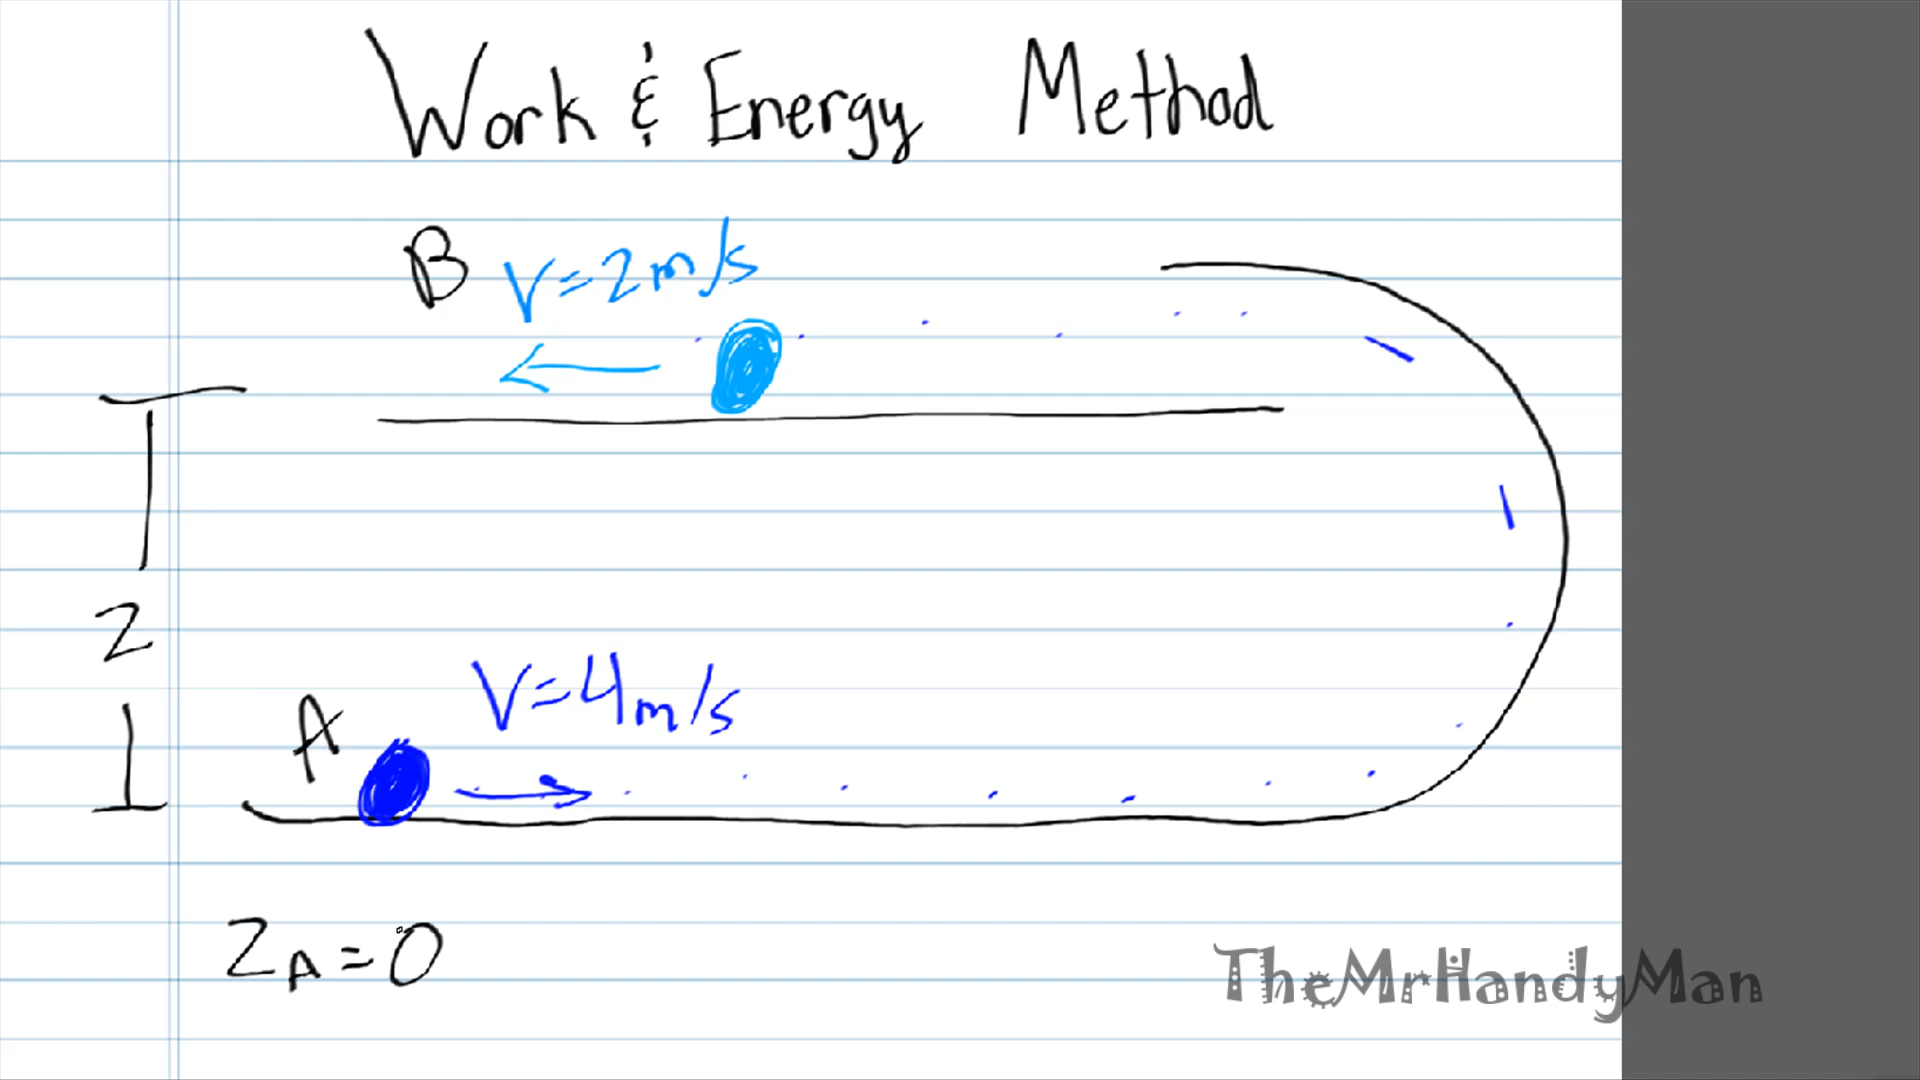 Work & Energy Method
B V=2m/s
Z
A V=4m/s
ZA=0
TheMrHandyMan